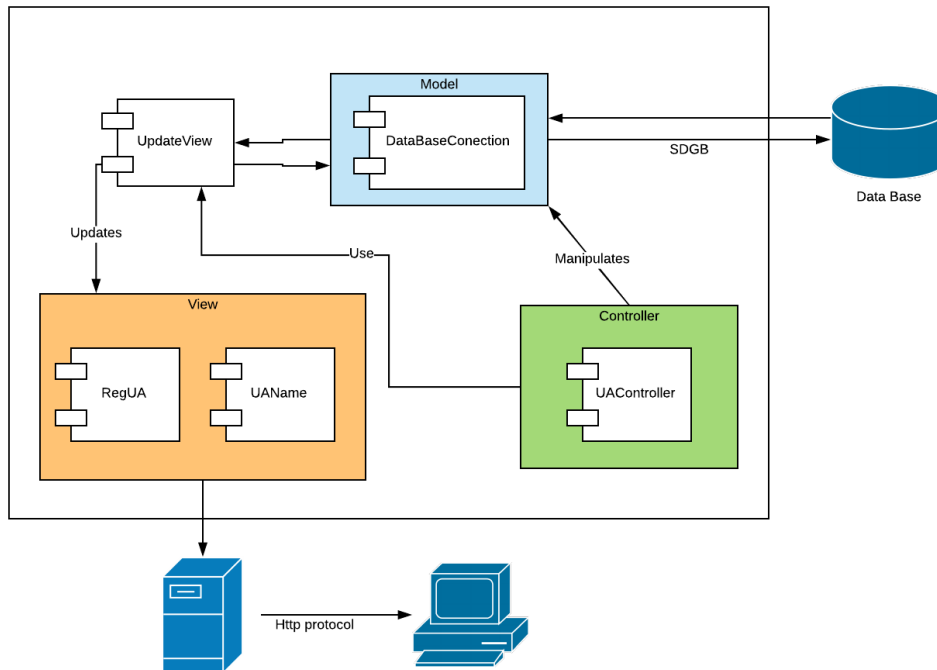 Model
UpdateView
DataBaseConection
SDGB
Data Base
Updates
Use
Manipulates
View
Controller
RegUA
UAName
UAController
Http protocol